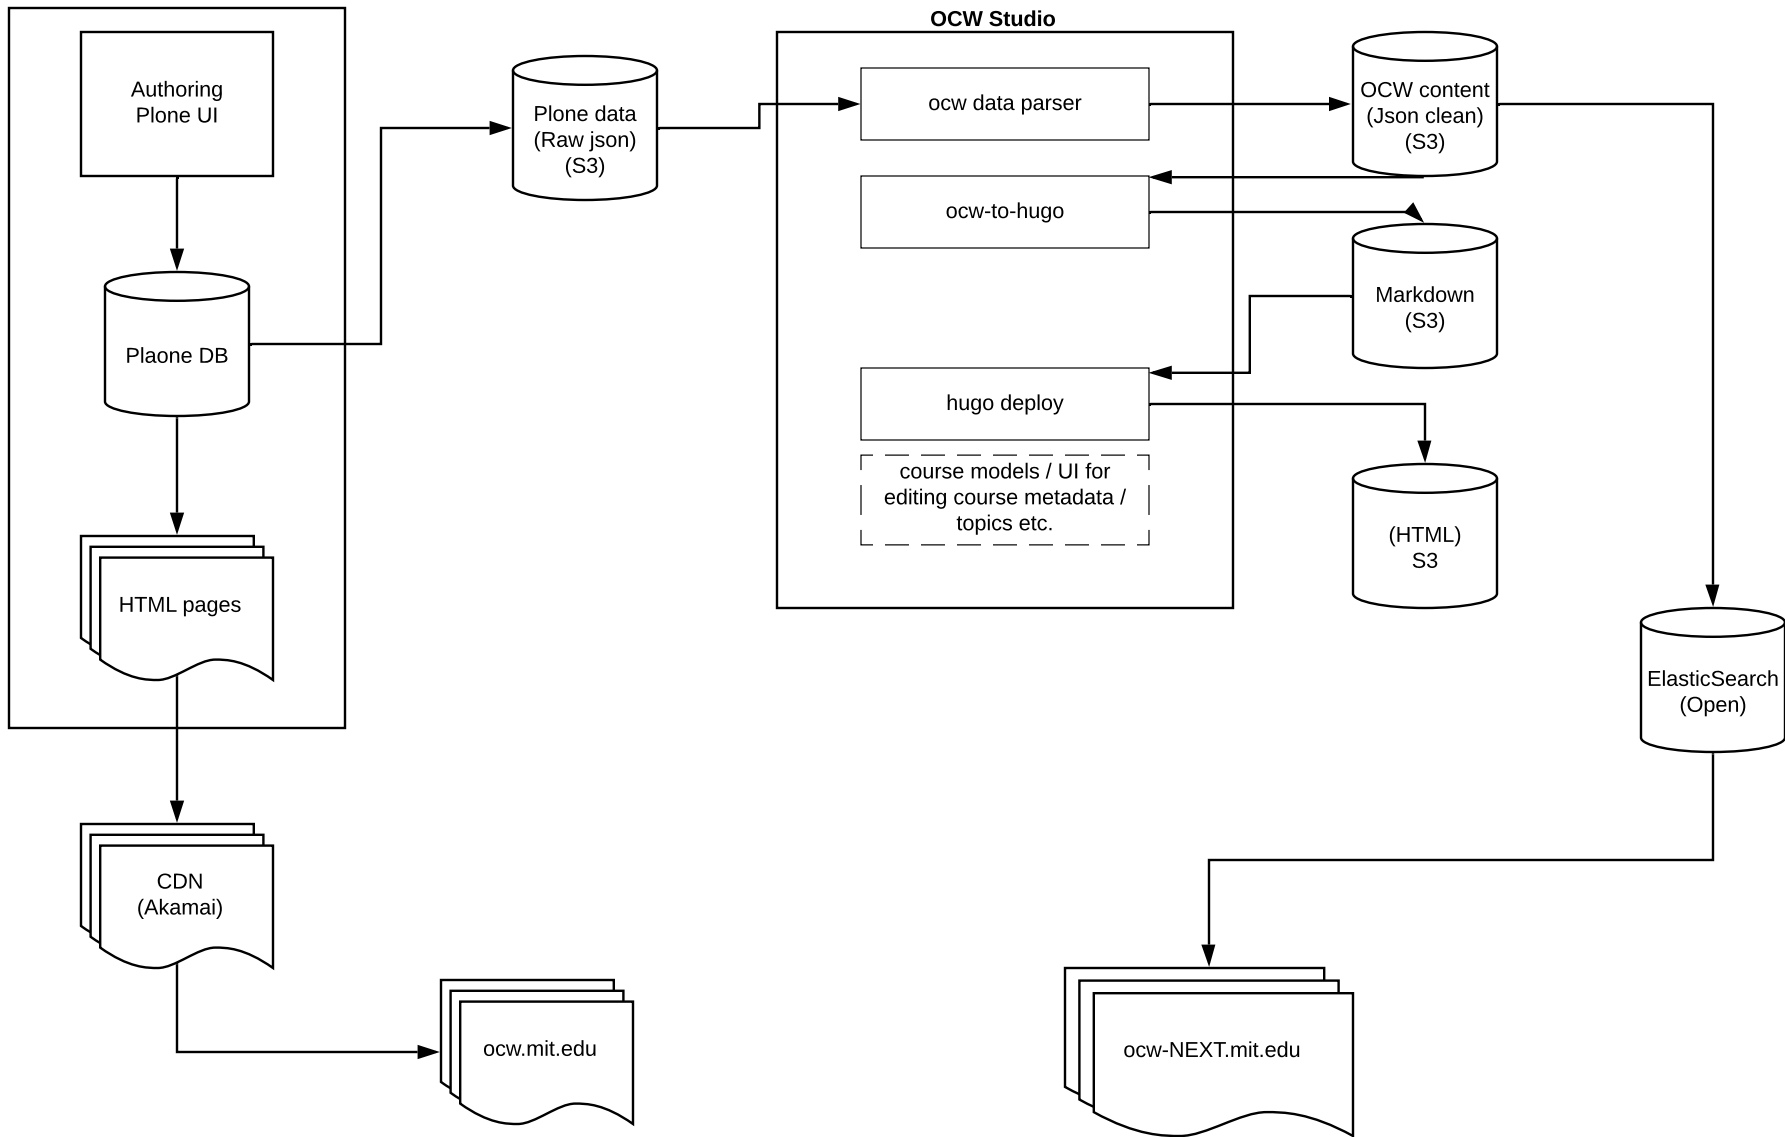 OCW Studio
Authoring
Plone UI
Plaone DB
HTML pages
CDN
(Akamai)
ocw.mit.edu
Plone data
(Raw json)
(S3)
ocw data parser
ocw-to-hugo
hugo deploy
course models / UI for
editing course metadata /
topics etc.
OCW content
(Json clean)
(S3)
Markdown
(S3)
(HTML)
S3
ElasticSearch
(Open)
ocw-NEXT.mit.edu